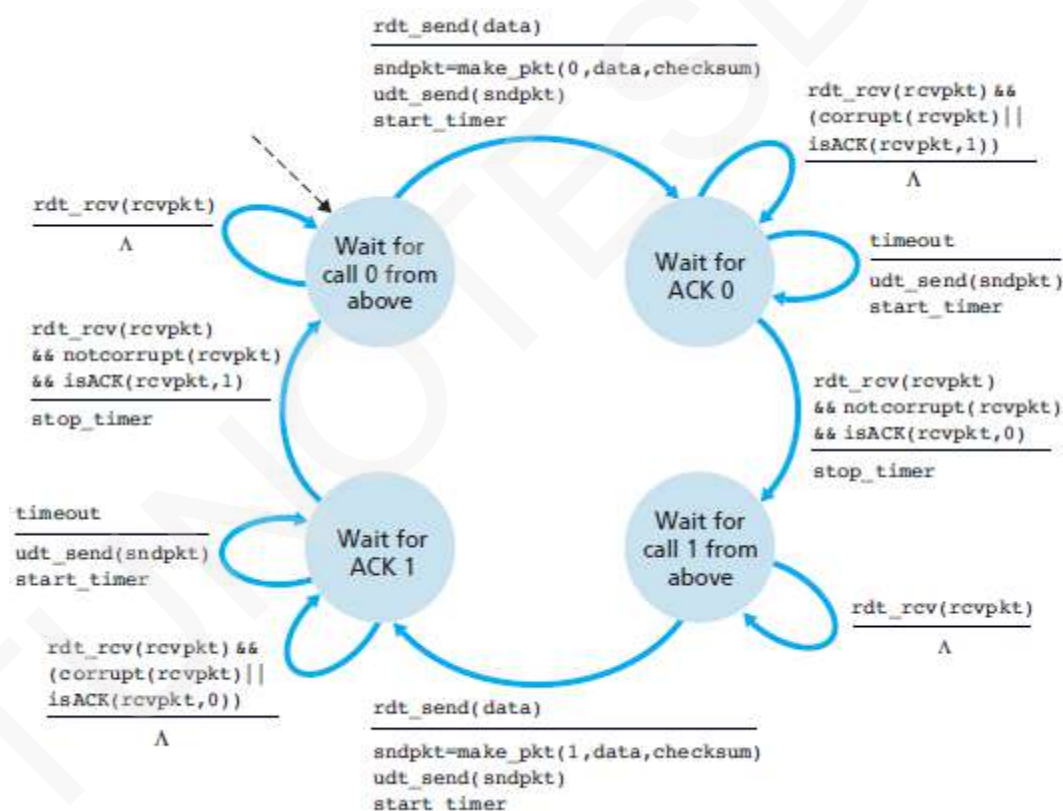 rdt_send(data)
sndpkt=make_pkt(0,data,checksum)
udt_send(sndpkt)
start_timer
rdt_rcv(rcvpkt) &&
(corrupt(rcvpkt)||
isACK(rcvpkt,1))
Λ
rdt_rcv(rcvpkt)
Λ
Wait for
call 0 from
above
Wait for
ACK 0
timeout
udt_send(sndpkt)
start_timer
rdt_rcv(rcvpkt)
&& notcorrupt(rcvpkt)
&& isACK(rcvpkt,1)
stop_timer
rdt_rcv(rcvpkt)
&& notcorrupt(rcvpkt)
&& isACK(rcvpkt,0)
stop_timer
timeout
udt_send(sndpkt)
start_timer
Wait for
ACK 1
Wait for
call 1 from
above
rdt_rcv(rcvpkt)
Λ
rdt_rcv(rcvpkt) &&
(corrupt(rcvpkt)||
isACK(rcvpkt,0))
Λ
rdt_send(data)
sndpkt=make_pkt(1,data,checksum)
udt_send(sndpkt)
start_timer